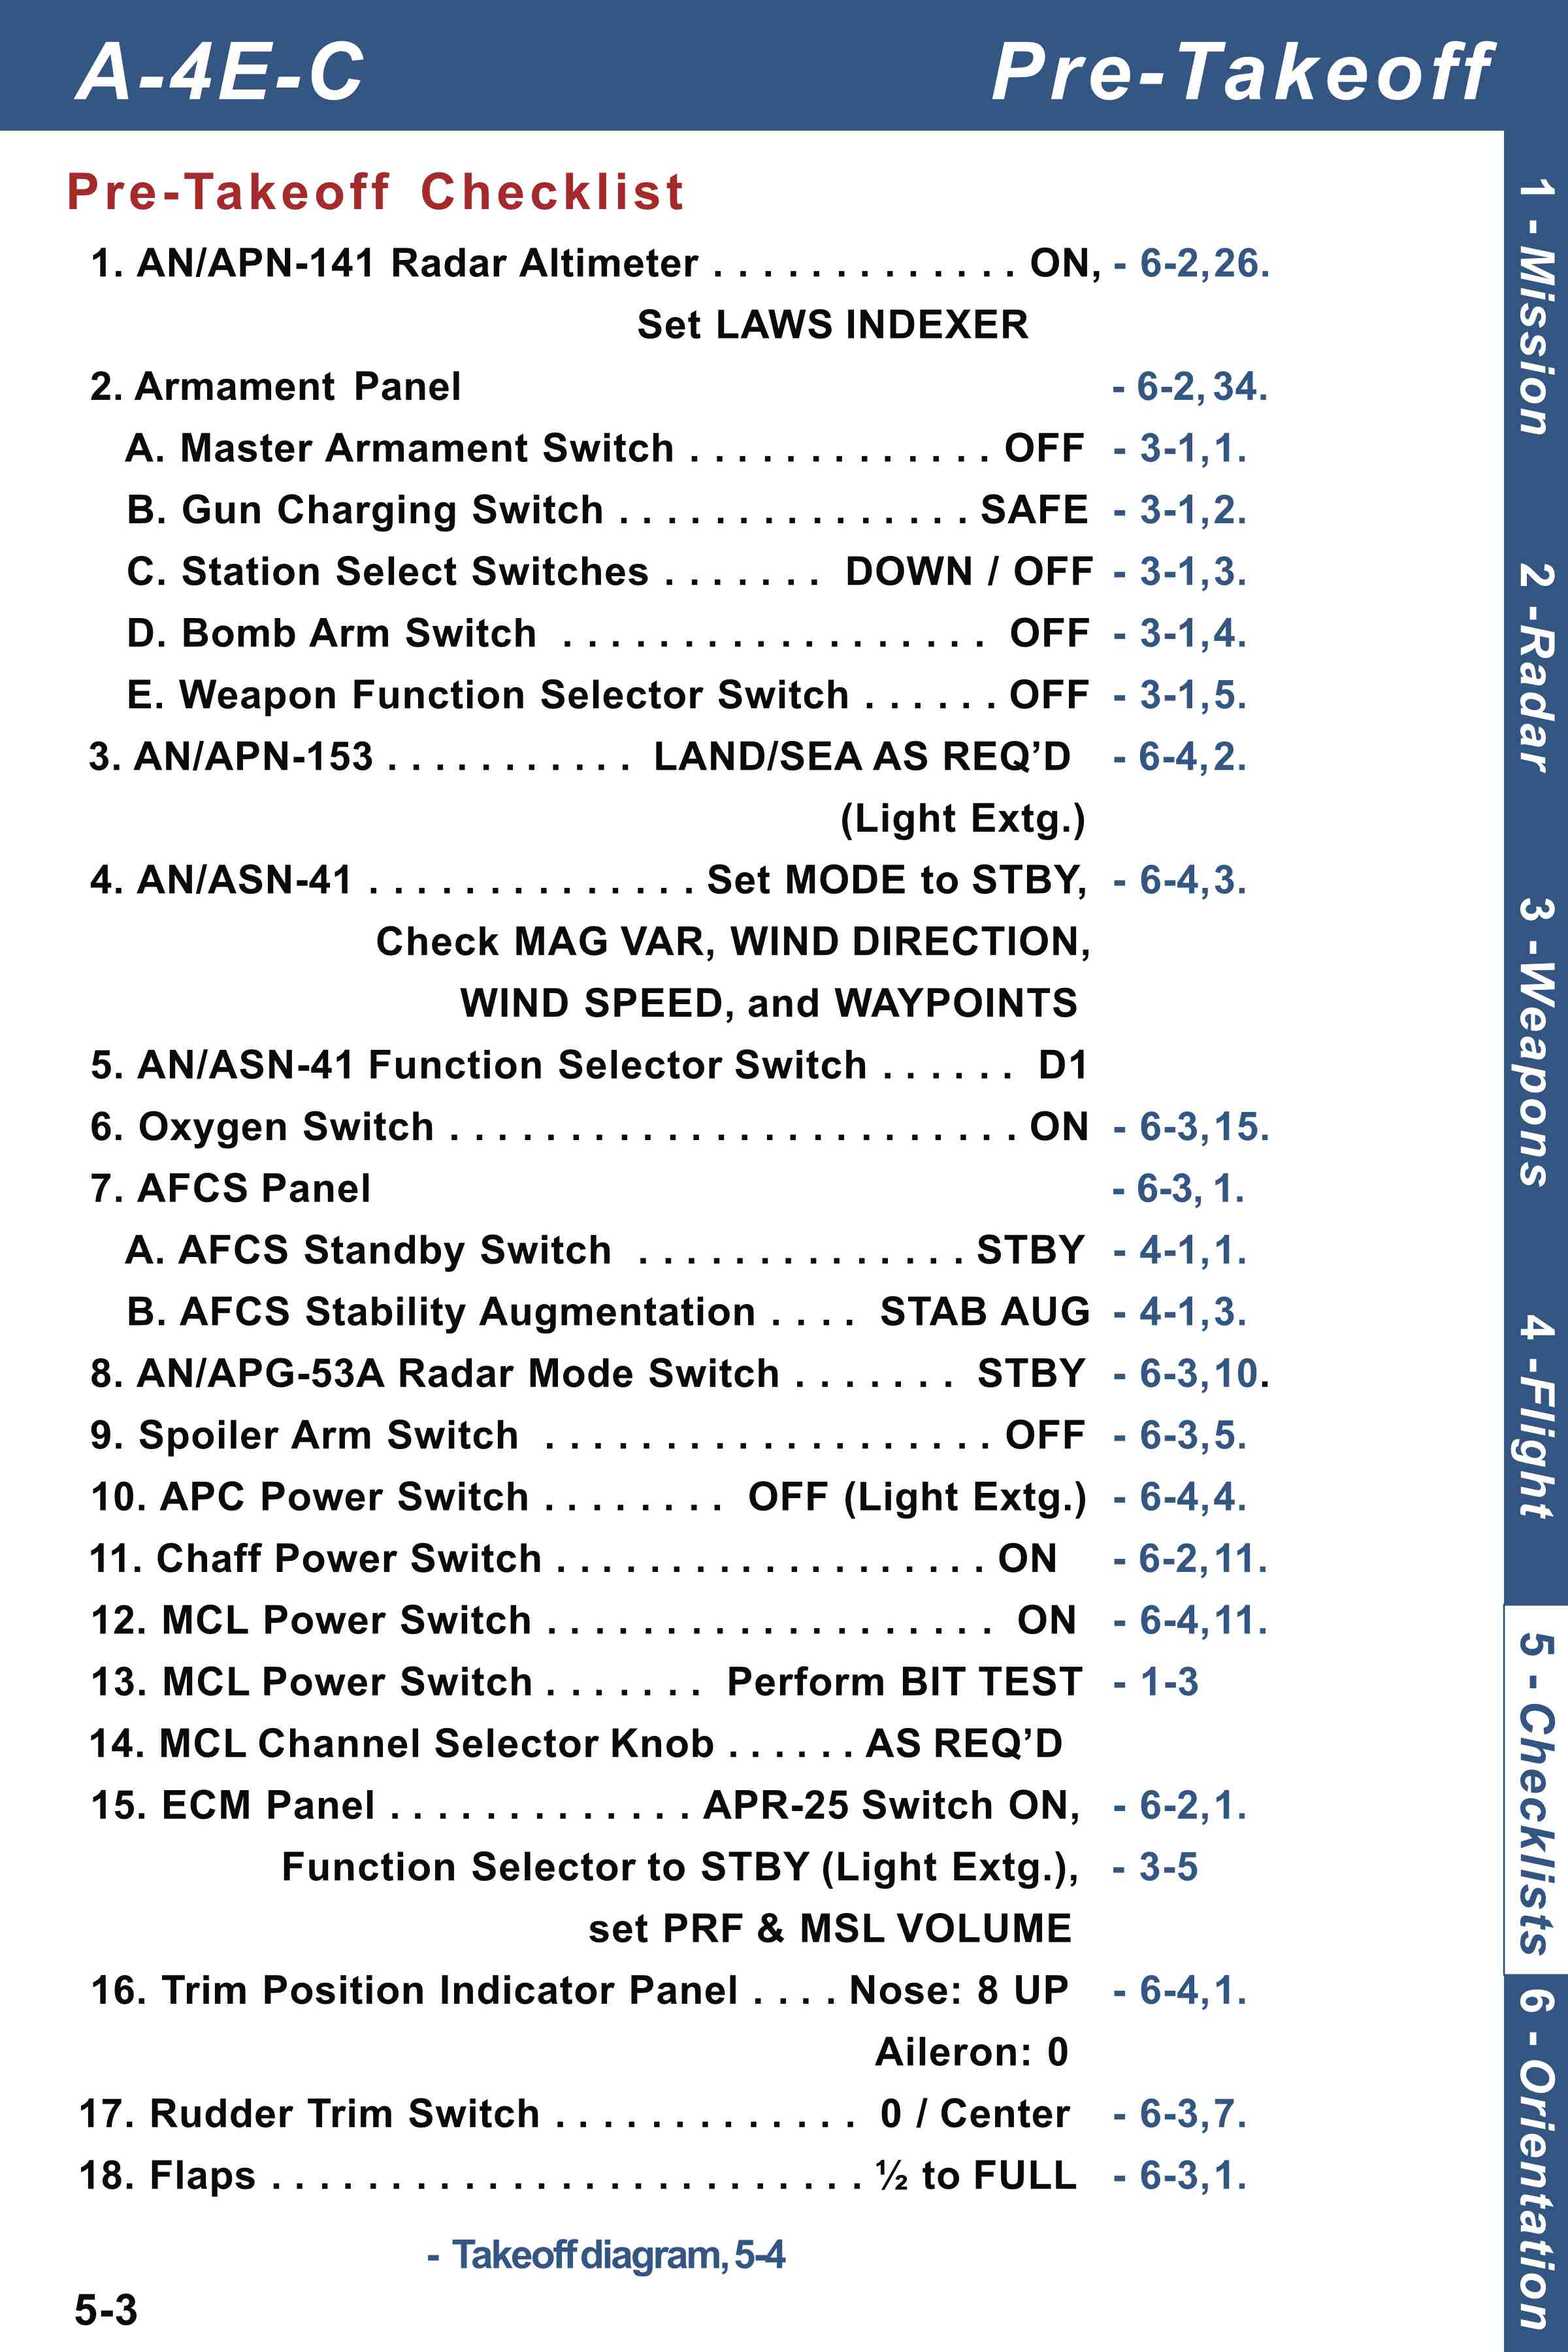 A-4E-C Pre-Takeoff
Pre-Takeoff Checklist
1. AN/APN-141 Radar Altimeter . . . . . . . . . . . . . ON, - 6-2,26.
Set LAWS INDEXER
2. Armament Panel - 6-2,34.
A. Master Armament Switch . . . . . . . . . . . . . OFF - 3-1,1.
B. Gun Charging Switch . . . . . . . . . . . . . . . SAFE - 3-1,2.
C. Station Select Switches . . . . . . . DOWN / OFF - 3-1,3.
D. Bomb Arm Switch . . . . . . . . . . . . . . . . . . OFF - 3-1,4.
E. Weapon Function Selector Switch . . . . . . OFF - 3-1,5.
3. AN/APN-153 . . . . . . . . . . . LAND/SEA AS REQ’D - 6-4,2.
(Light Extg.)
4. AN/ASN-41 . . . . . . . . . . . . . . Set MODE to STBY, - 6-4,3.
Check MAG VAR, WIND DIRECTION,
WIND SPEED, and WAYPOINTS
5. AN/ASN-41 Function Selector Switch . . . . . . D1
6. Oxygen Switch . . . . . . . . . . . . . . . . . . . . . . . . ON - 6-3,15.
7. AFCS Panel - 6-3, 1.
A. AFCS Standby Switch . . . . . . . . . . . . . . STBY - 4-1,1.
B. AFCS Stability Augmentation . . . . STAB AUG - 4-1,3.
8. AN/APG-53A Radar Mode Switch . . . . . . . STBY - 6-3,10.
9. Spoiler Arm Switch . . . . . . . . . . . . . . . . . . . OFF - 6-3,5.
10. APC Power Switch . . . . . . . . OFF (Light Extg.) - 6-4,4.
11. Chaff Power Switch . . . . . . . . . . . . . . . . . . ON - 6-2,11.
12. MCL Power Switch . . . . . . . . . . . . . . . . . . . ON - 6-4,11.
13. MCL Power Switch . . . . . . . Perform BIT TEST - 1-3
14. MCL Channel Selector Knob . . . . . . AS REQ’D
15. ECM Panel . . . . . . . . . . . . . APR-25 Switch ON, - 6-2,1.
Function Selector to STBY (Light Extg.), - 3-5
set PRF & MSL VOLUME
16. Trim Position Indicator Panel . . . . Nose: 8 UP - 6-4,1.
Aileron: 0
17. Rudder Trim Switch . . . . . . . . . . . . . 0 / Center - 6-3,7.
18. Flaps . . . . . . . . . . . . . . . . . . . . . . . . . ½ to FULL - 6-3,1.
- Takeoff diagram, 5-4
5-3
1 - Mission
2 - Radar
3 - Weapons
4 - Flight
5 - Checklists
6 - Orientation